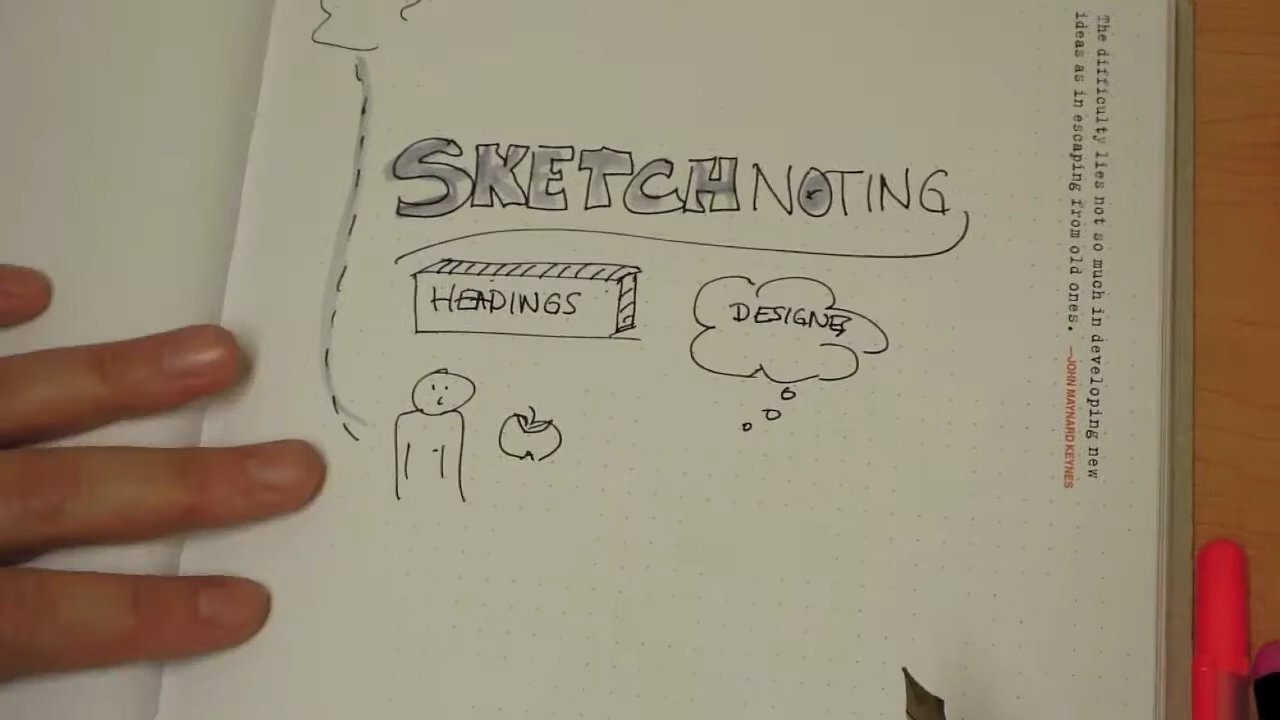 SKETCHNOTING
HEADINGS
DESIGNER
The difficulty lies not so much in developing new
ideas as in escaping from old ones. —JOHN MAYNARD KEYNES